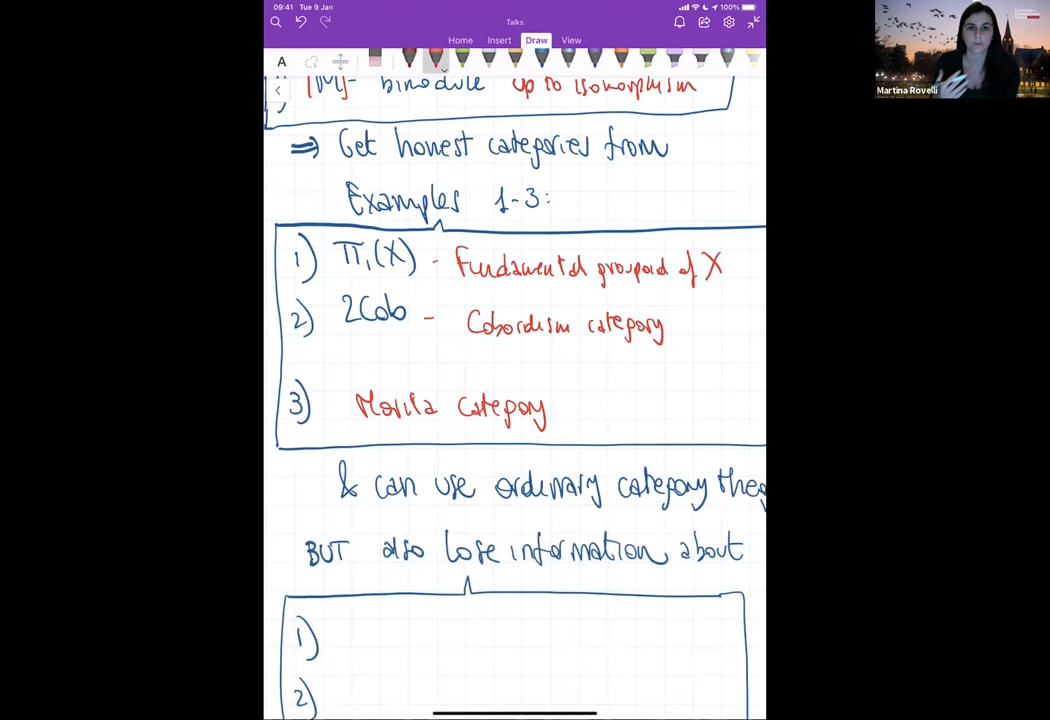 09:41 Tue 9 Jan
100%
Talks
Home Insert Draw View
A
[M]- bimodule up to isomorphism
⇒ Get honest categories from
Examples 1-3:
1) Π₁(X) - Fundamental groupoid of X
2) 2Cob - Cobordism category
3) Morita category
& can use ordinary category theo
BUT also lose information about
1)
2)
Martina Rovelli